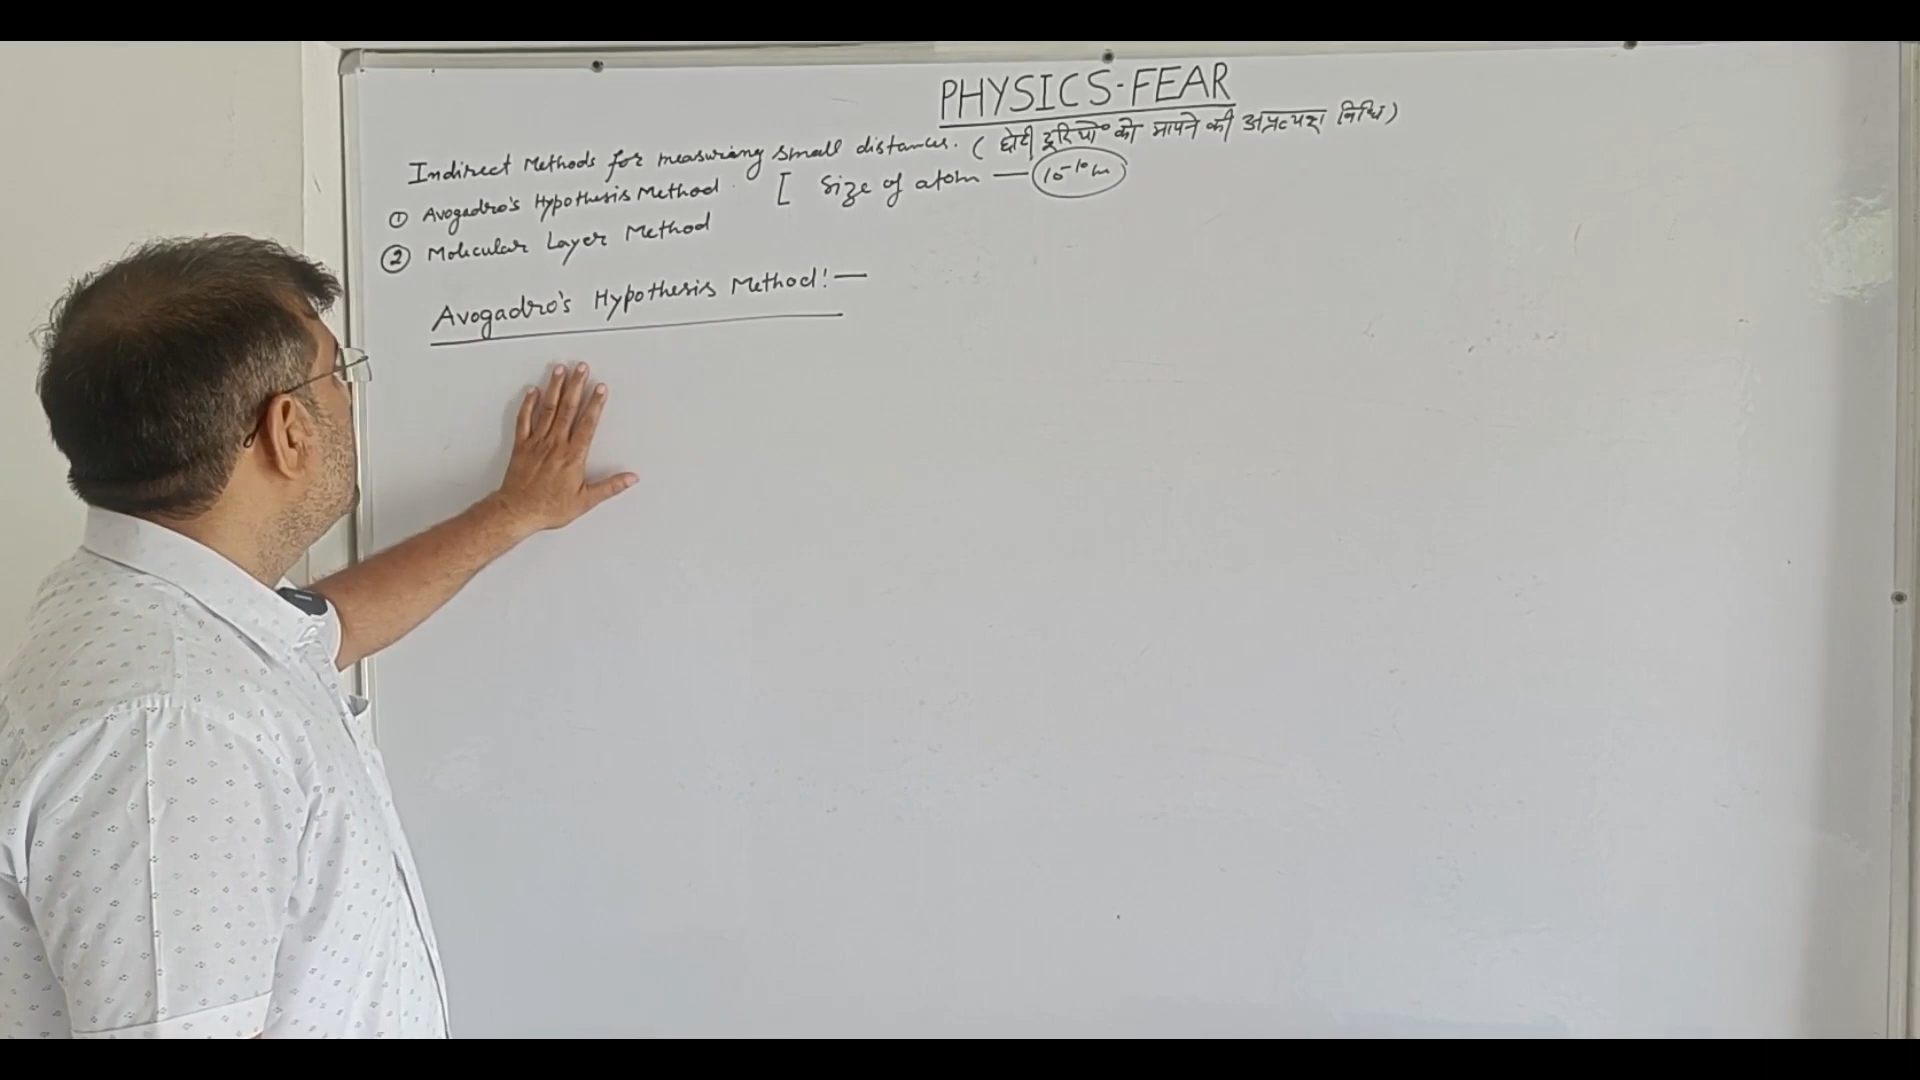 PHYSICS-FEAR
Indirect Methods for measuring small distances. (छोटी दूरियों को मापने की अप्रत्यक्ष विधि)
① Avogadro's Hypothesis Method. [ Size of atom — 10⁻¹⁰m
② Molecular Layer Method
Avogadro's Hypothesis Method:—